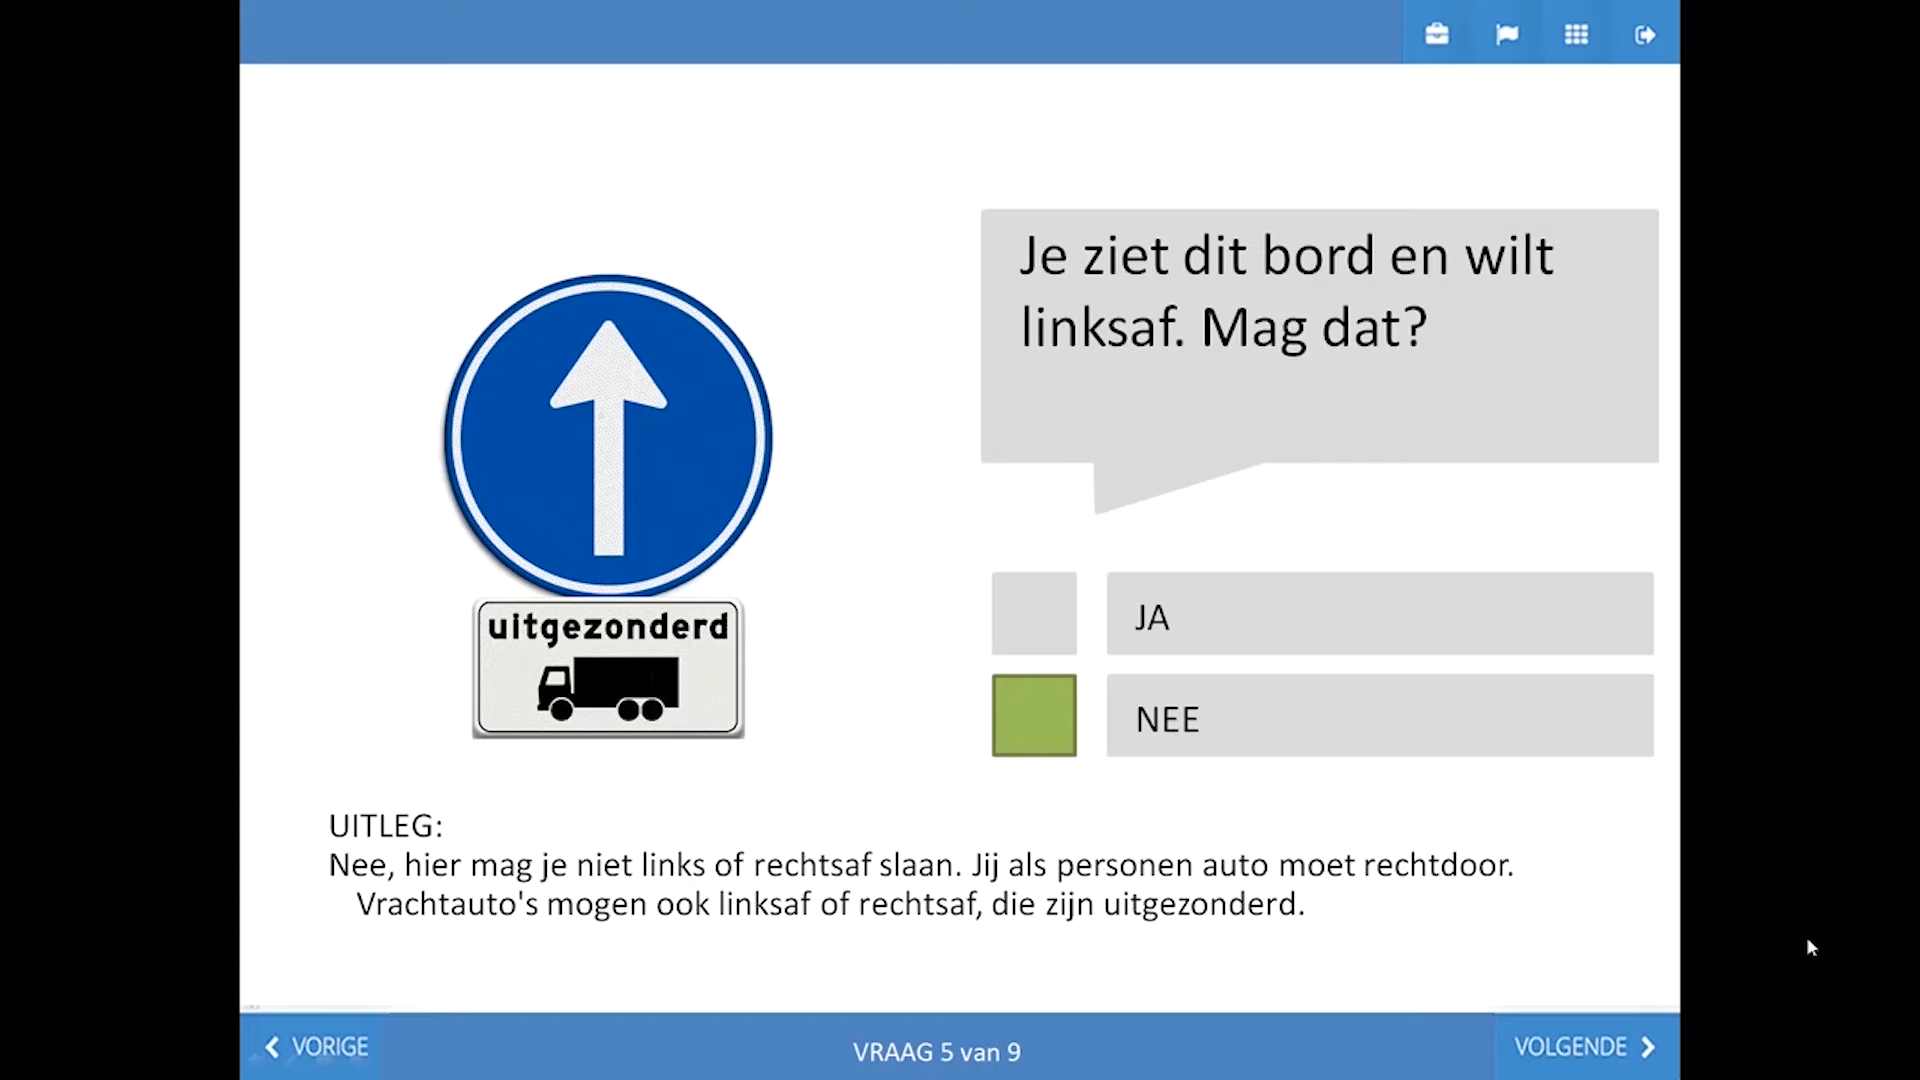 Je ziet dit bord en wilt
linksaf. Mag dat?
uitgezonderd
JA
NEE
UITLEG:
Nee, hier mag je niet links of rechtsaf slaan. Jij als personen auto moet rechtdoor.
Vrachtauto's mogen ook linksaf of rechtsaf, die zijn uitgezonderd.
VORIGE
VRAAG 5 van 9
VOLGENDE